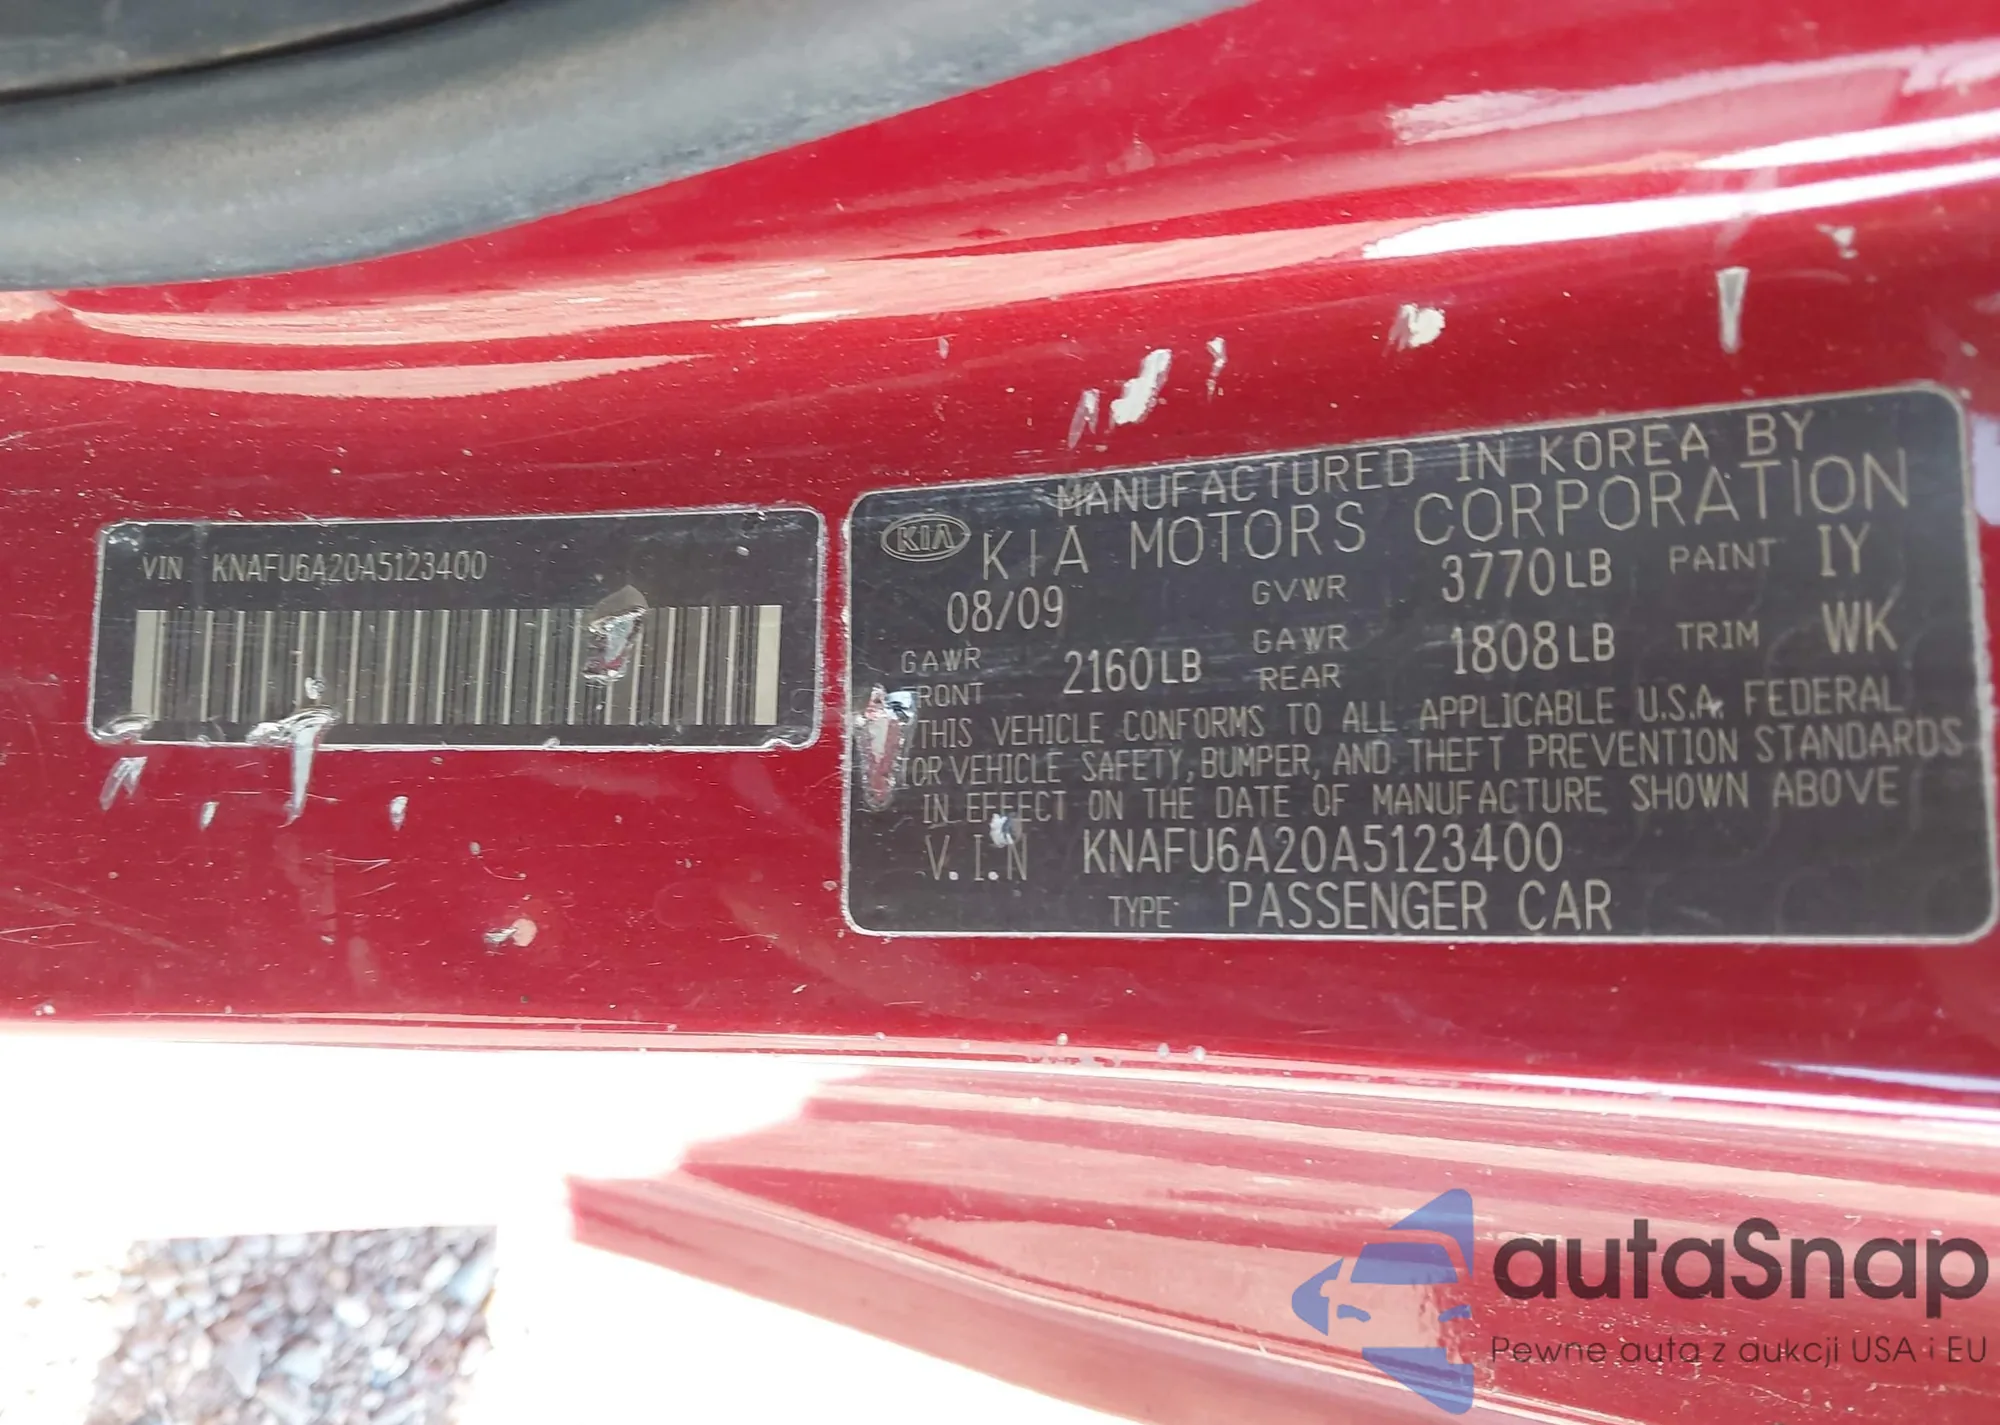 VIN KNAFU6A20A5123400
MANUFACTURED IN KOREA BY
KIA KIA MOTORS CORPORATION
08/09 GVWR 3770LB PAINT IY
GAWR FRONT 2160LB GAWR REAR 1808LB TRIM WK
THIS VEHICLE CONFORMS TO ALL APPLICABLE U.S.A. FEDERAL
MOTOR VEHICLE SAFETY, BUMPER, AND THEFT PREVENTION STANDARDS
IN EFFECT ON THE DATE OF MANUFACTURE SHOWN ABOVE
V.I.N KNAFU6A20A5123400
TYPE: PASSENGER CAR
autaSnap
Pewne auta z aukcji USA i EU